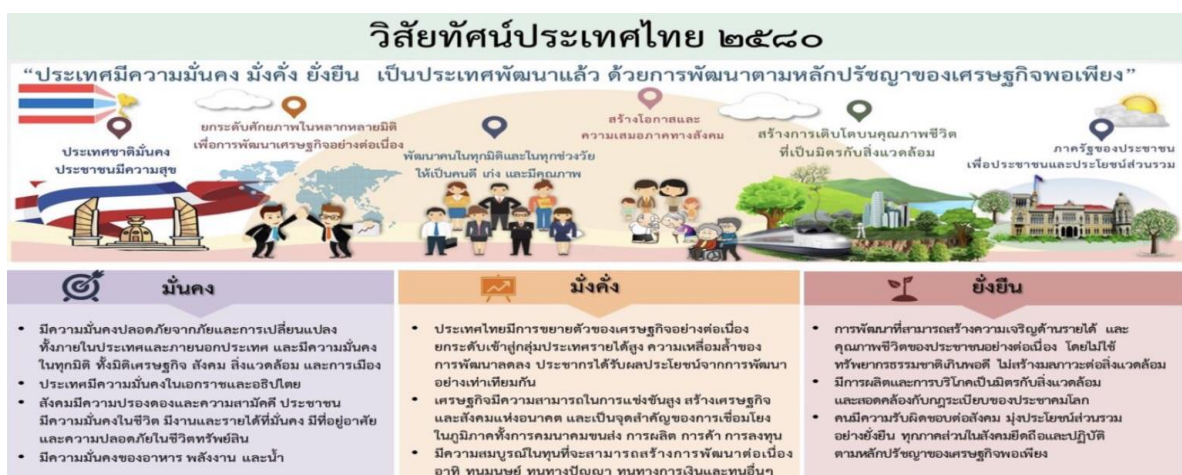 วิสัยทัศน์ประเทศไทย ๒๕๘๐
“ประเทศมีความมั่นคง มั่งคั่ง ยั่งยืน เป็นประเทศพัฒนาแล้ว ด้วยการพัฒนาตามหลักปรัชญาของเศรษฐกิจพอเพียง”
ประเทศชาติมั่นคง
ประชาชนมีความสุข
ยกระดับศักยภาพในหลากหลายมิติ
เพื่อการพัฒนาเศรษฐกิจอย่างต่อเนื่อง
พัฒนาคนในทุกมิติและในทุกช่วงวัย
ให้เป็นคนดี เก่ง และมีคุณภาพ
สร้างโอกาสและ
ความเสมอภาคทางสังคม
สร้างการเติบโตบนคุณภาพชีวิต
ที่เป็นมิตรกับสิ่งแวดล้อม
ภาครัฐของประชาชน
เพื่อประชาชนและประโยชน์ส่วนรวม
มั่นคง
• มีความมั่นคงปลอดภัยจากภัยและการเปลี่ยนแปลง
ทั้งภายในประเทศและภายนอกประเทศ และมีความมั่นคง
ในทุกมิติ ทั้งมิติเศรษฐกิจ สังคม สิ่งแวดล้อม และการเมือง
• ประเทศมีความมั่นคงในเอกราชและอธิปไตย
• สังคมมีความปรองดองและความสามัคคี ประชาชน
มีความมั่นคงในชีวิต มีงานและรายได้ที่มั่นคง มีที่อยู่อาศัย
และความปลอดภัยในชีวิตทรัพย์สิน
• มีความมั่นคงของอาหาร พลังงาน และน้ำ
มั่งคั่ง
• ประเทศไทยมีการขยายตัวของเศรษฐกิจอย่างต่อเนื่อง
ยกระดับเข้าสู่กลุ่มประเทศรายได้สูง ความเหลื่อมล้ำของ
การพัฒนาลดลง ประชากรได้รับผลประโยชน์จากการพัฒนา
อย่างเท่าเทียมกัน
• เศรษฐกิจมีความสามารถในการแข่งขันสูง สร้างเศรษฐกิจ
และสังคมแห่งอนาคต และเป็นจุดสำคัญของการเชื่อมโยง
ในภูมิภาคทั้งการคมนาคมขนส่ง การผลิต การค้า การลงทุน
• มีความสมบูรณ์ในทุนที่จะสามารถสร้างการพัฒนาต่อเนื่อง
อาทิ ทุนมนุษย์ ทุนทางปัญญา ทุนทางการเงินและทุนอื่นๆ
ยั่งยืน
• การพัฒนาที่สามารถสร้างความเจริญด้านรายได้ และ
คุณภาพชีวิตของประชาชนอย่างต่อเนื่อง โดยไม่ใช้
ทรัพยากรธรรมชาติเกินพอดี ไม่สร้างมลภาวะต่อสิ่งแวดล้อม
• มีการผลิตและการบริโภคเป็นมิตรกับสิ่งแวดล้อม
และสอดคล้องกับกฎระเบียบของประชาคมโลก
• คนมีความรับผิดชอบต่อสังคม มุ่งประโยชน์ส่วนรวม
อย่างยั่งยืน ทุกภาคส่วนในสังคมยึดถือและปฏิบัติ
ตามหลักปรัชญาของเศรษฐกิจพอเพียง